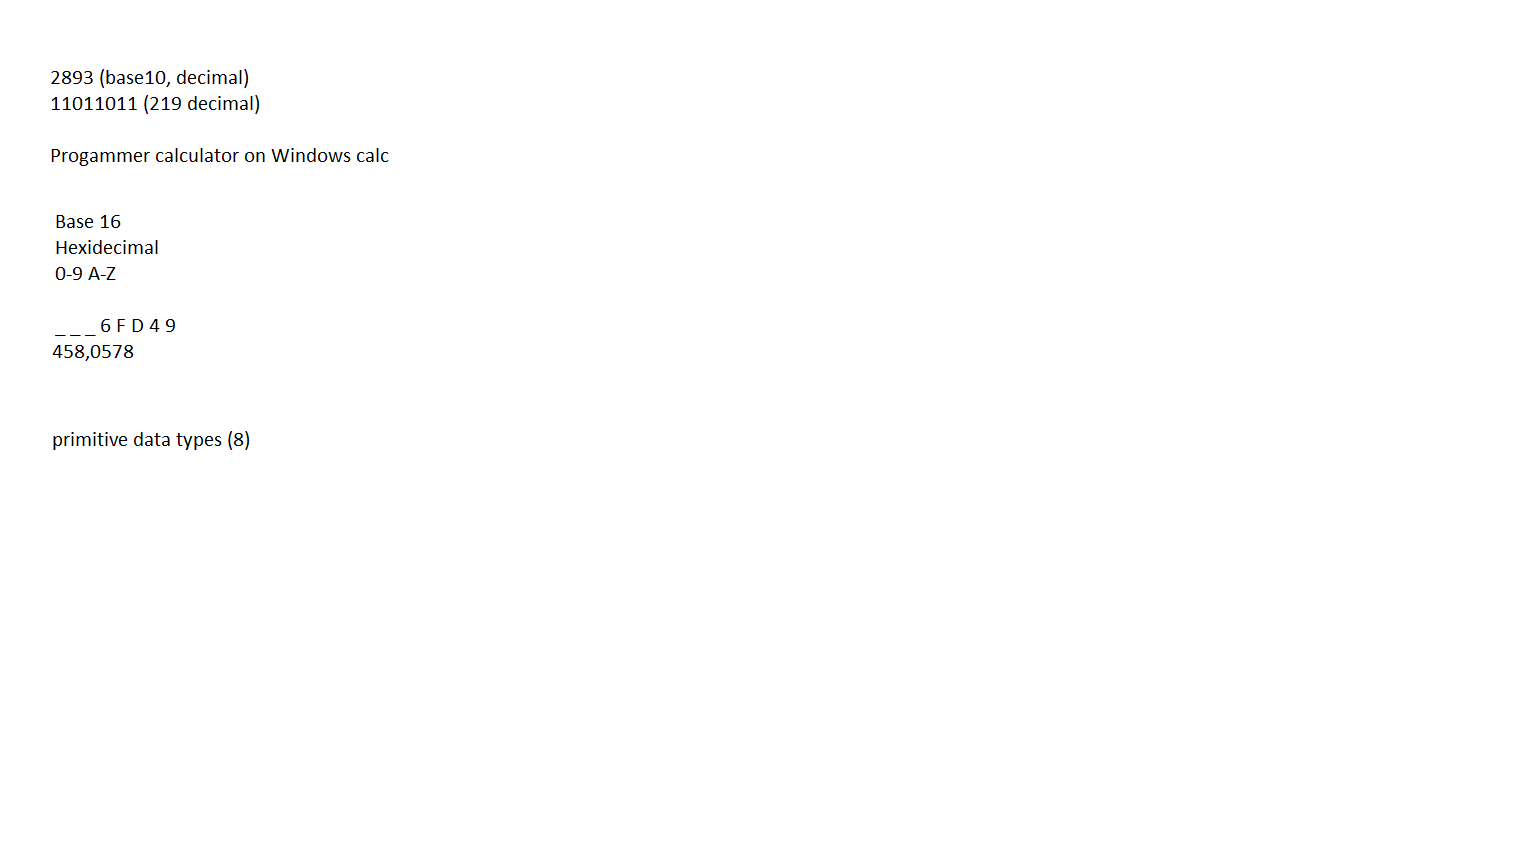 2893 (base10, decimal)
11011011 (219 decimal)
Progammer calculator on Windows calc
Base 16
Hexidecimal
0-9 A-Z
_ _ _ 6 F D 4 9
458,0578
primitive data types (8)